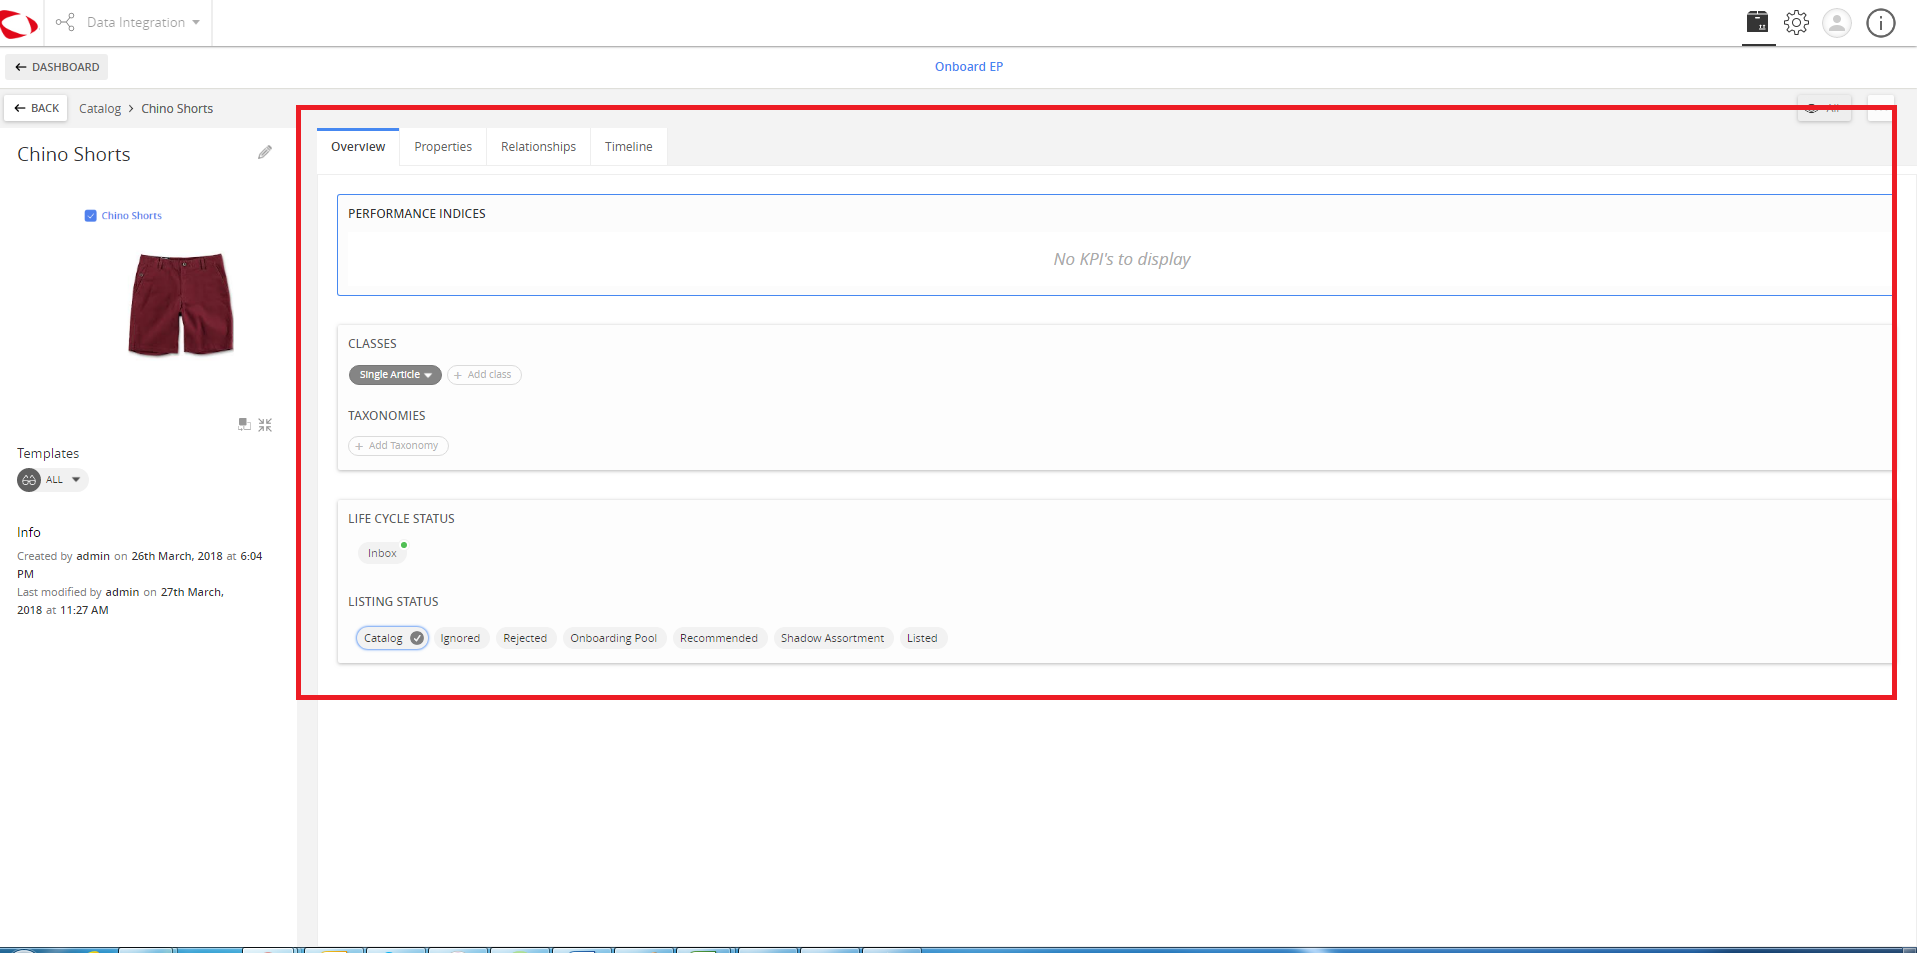 Data Integration
DASHBOARD
Onboard EP
BACK Catalog > Chino Shorts
Chino Shorts
Chino Shorts
Templates
ALL
Info
Created by admin on 26th March, 2018 at 6:04
PM
Last modified by admin on 27th March,
2018 at 11:27 AM
Overview Properties Relationships Timeline
PERFORMANCE INDICES
No KPI's to display
CLASSES
Single Article + Add class
TAXONOMIES
+ Add Taxonomy
LIFE CYCLE STATUS
Inbox
LISTING STATUS
Catalog Ignored Rejected Onboarding Pool Recommended Shadow Assortment Listed